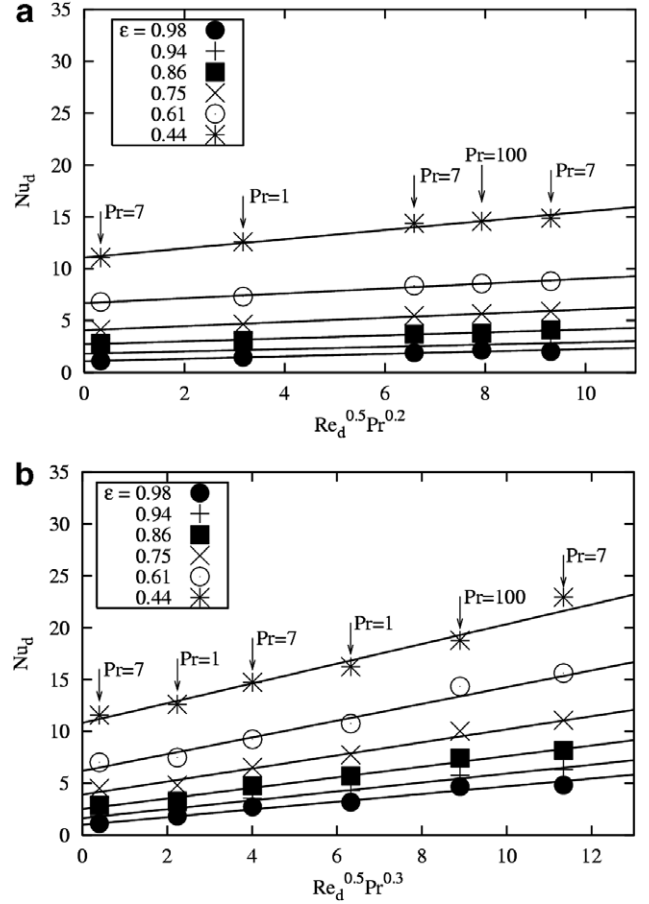 a
35
30
25
20
15
10
5
0
Nu_d
ε = 0.98
0.94
0.86
0.75
0.61
0.44
Pr=7
Pr=1
Pr=7
Pr=100
Pr=7
0 2 4 6 8 10
Re_d^0.5 Pr^0.2
b
35
30
25
20
15
10
5
0
Nu_d
ε = 0.98
0.94
0.86
0.75
0.61
0.44
Pr=7
Pr=1
Pr=7
Pr=1
Pr=100
Pr=7
0 2 4 6 8 10 12
Re_d^0.5 Pr^0.3